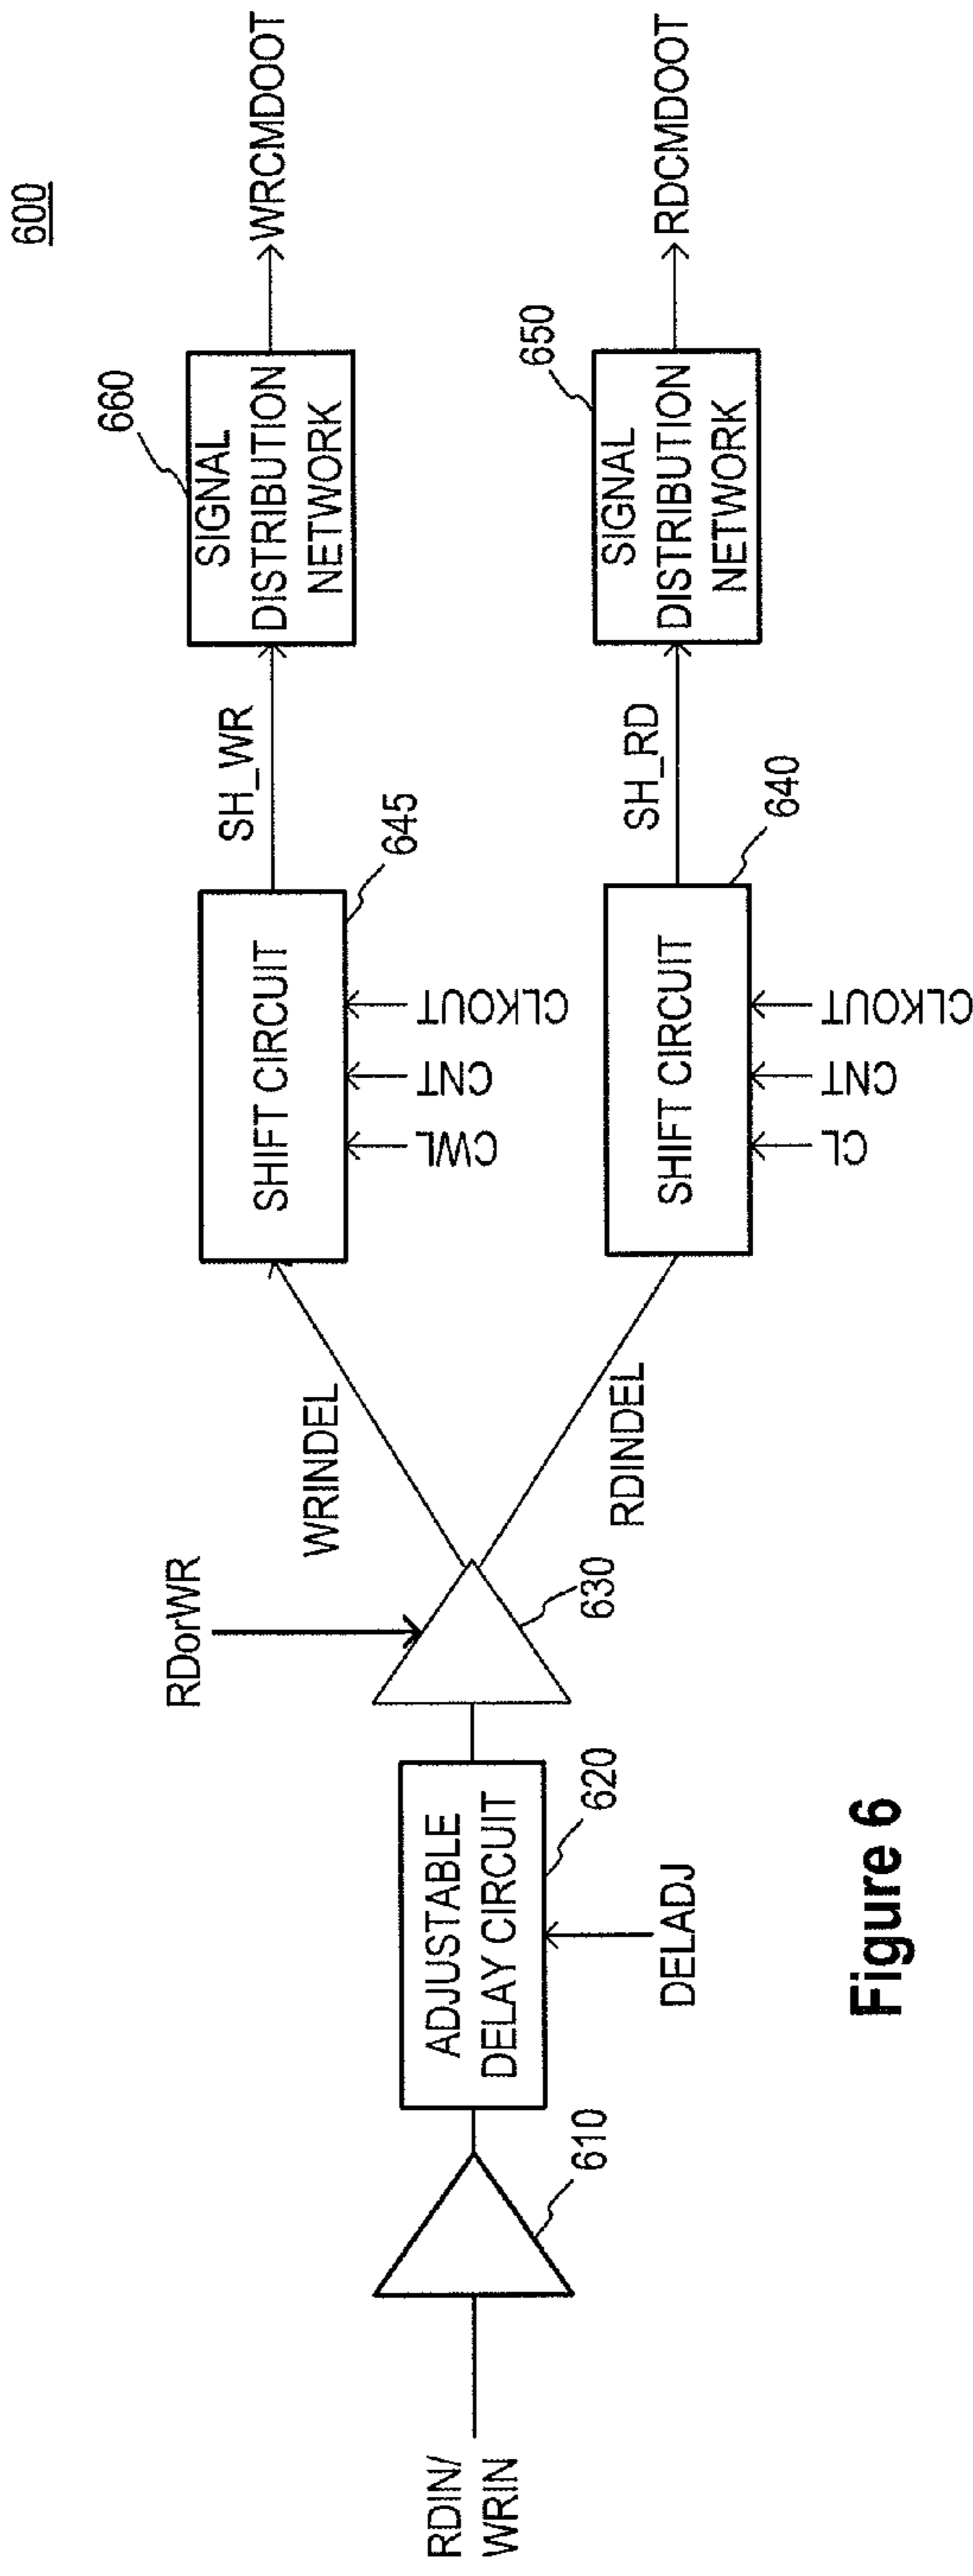 600
RDIN/
WRIN
610
ADJUSTABLE
DELAY CIRCUIT
620
DELADJ
RDorWR
630
WRINDEL
RDINDEL
SHIFT CIRCUIT
645
CWL
CNT
CLKOUT
SH_WR
SIGNAL
DISTRIBUTION
NETWORK
660
WRCMDOOT
SHIFT CIRCUIT
640
CL
CNT
CLKOUT
SH_RD
SIGNAL
DISTRIBUTION
NETWORK
650
RDCMDOOT
Figure 6